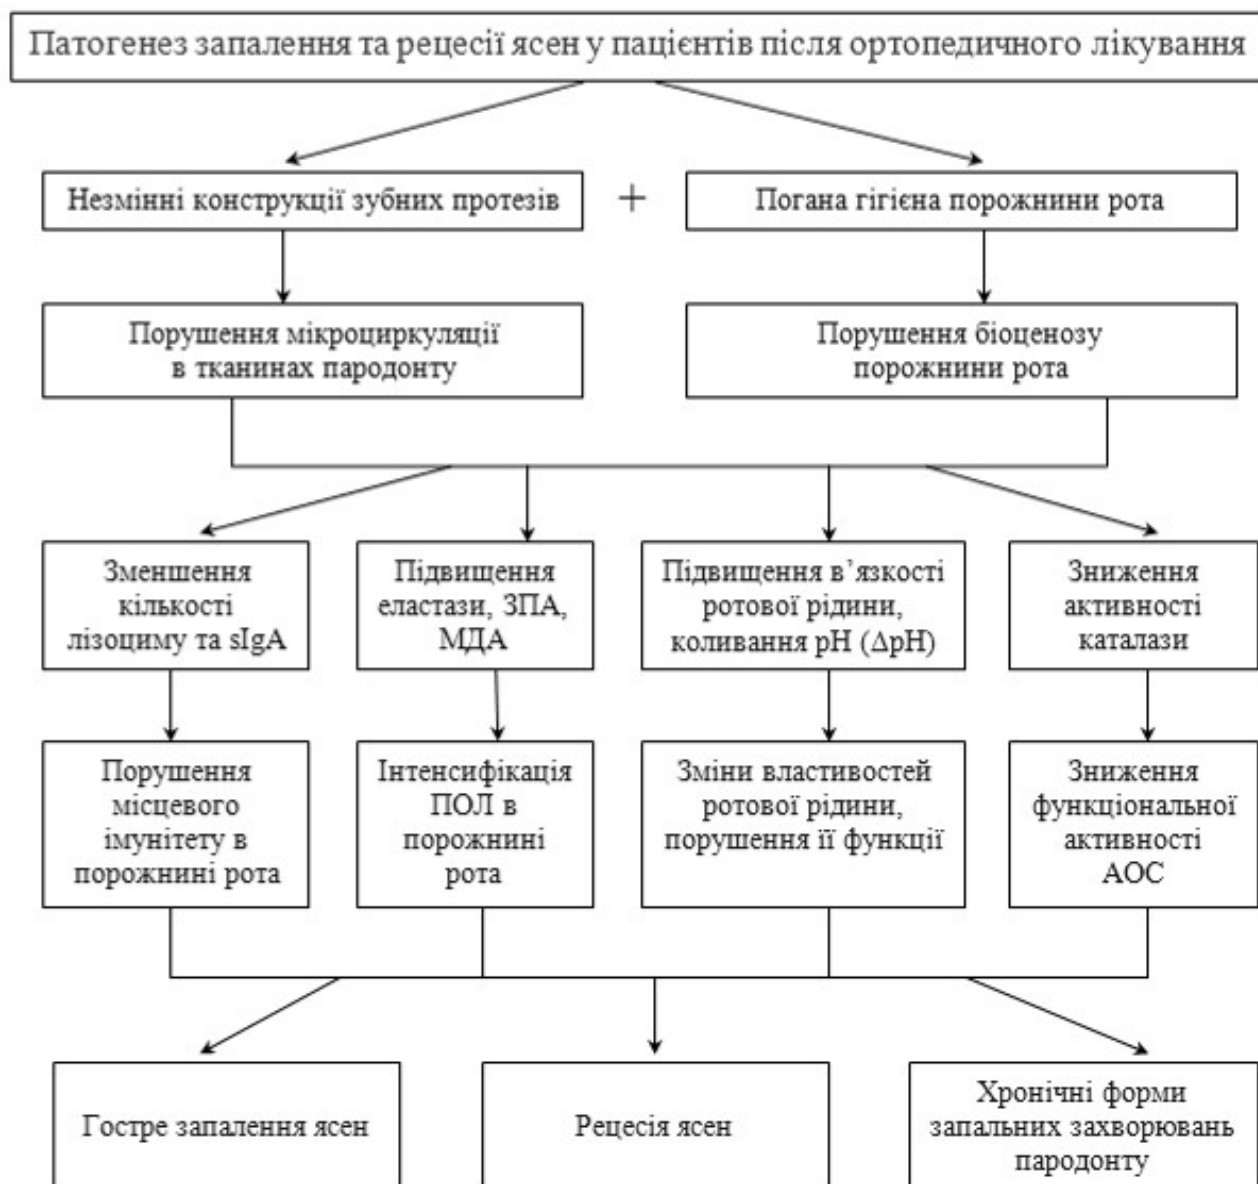 Патогенез запалення та рецесії ясен у пацієнтів після ортопедичного лікування
Незмінні конструкції зубних протезів
+
Погана гігієна порожнини рота
Порушення мікроциркуляції
в тканинах пародонту
Порушення біоценозу
порожнини рота
Зменшення
кількості
лізоциму та sIgA
Підвищення
еластази, ЗПА,
МДА
Підвищення в’язкості
ротової рідини,
коливання pH (ΔpH)
Зниження
активності
каталази
Порушення
місцевого
імунітету в
порожнині рота
Інтенсифікація
ПОЛ в
порожнині
рота
Зміни властивостей
ротової рідини,
порушення її функції
Зниження
функціональної
активності
АОС
Гостре запалення ясен
Рецесія ясен
Хронічні форми
запальних захворювань
пародонту